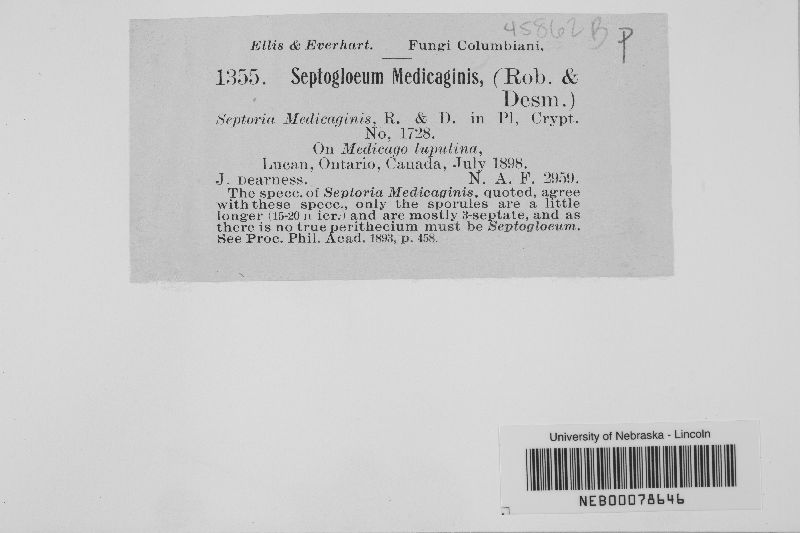 45862 B P
Ellis & Everhart. Fungi Columbiani.
1355. Septogloeum Medicaginis, (Rob. &
Desm.)
Septoria Medicaginis, R. & D. in Pl, Crypt.
No, 1728.
On Medicago lupulina,
Lucan, Ontario, Canada, July 1898.
J. Dearness. N. A. F. 2959.
The specc. of Septoria Medicaginis, quoted, agree
with these specc., only the sporules are a little
longer (15-20 icr.) and are mostly 3-septate, and as
there is no true perithecium must be Septogloeum.
See Proc. Phil. Acad. 1893, p. 458.
University of Nebraska - Lincoln
NEB00078646